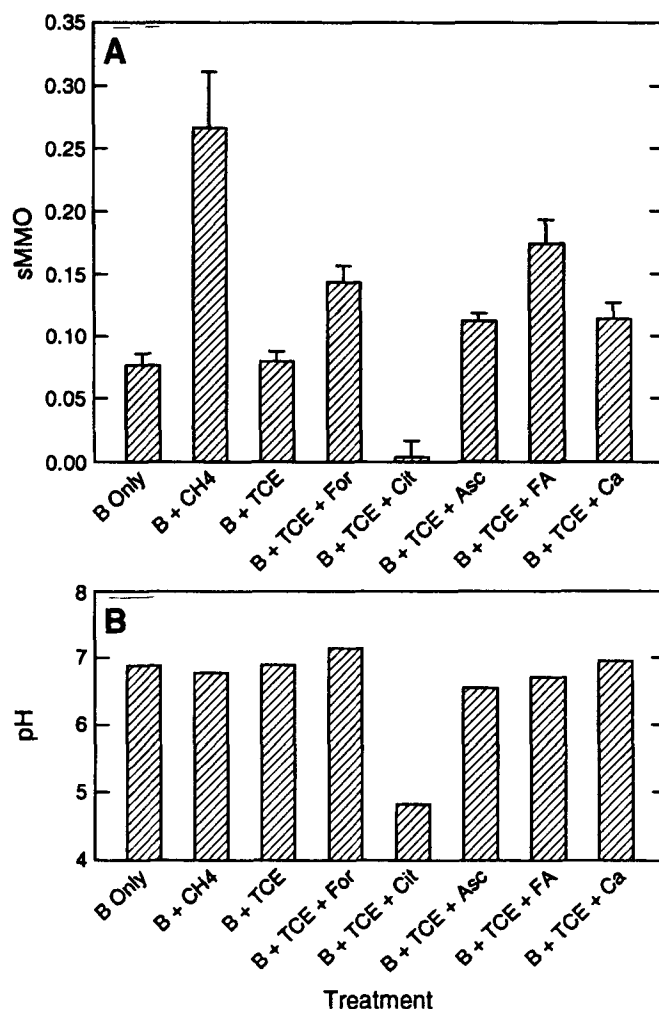 A
sMMO
0.35
0.30
0.25
0.20
0.15
0.10
0.05
0.00
B Only
B + CH4
B + TCE
B + TCE + For
B + TCE + Cit
B + TCE + Asc
B + TCE + FA
B + TCE + Ca
B
pH
8
7
6
5
4
B Only
B + CH4
B + TCE
B + TCE + For
B + TCE + Cit
B + TCE + Asc
B + TCE + FA
B + TCE + Ca
Treatment